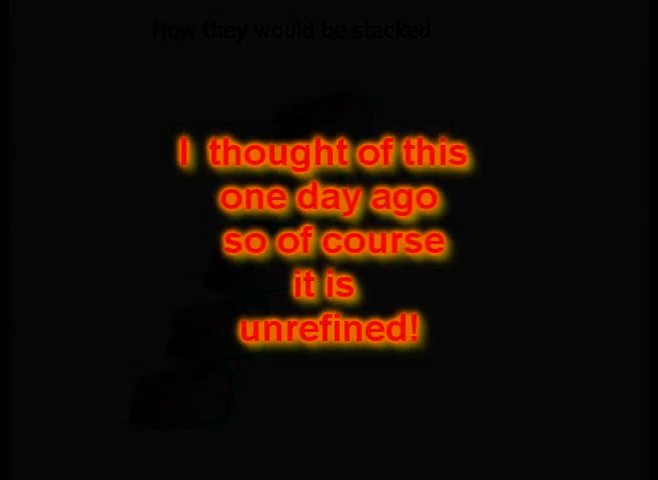 How they would be stacked
I thought of this
one day ago
so of course
it is
unrefined!